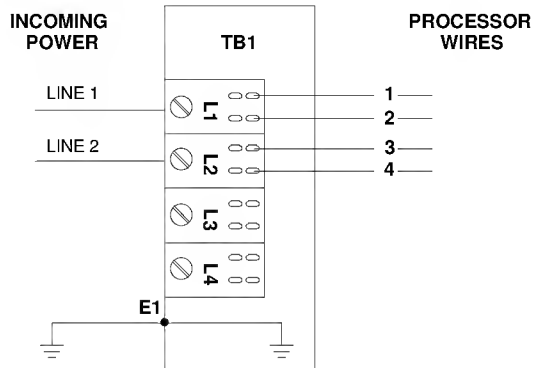 INCOMING
POWER
TB1
PROCESSOR
WIRES
LINE 1
L1
1
2
LINE 2
L2
3
4
L3
L4
E1